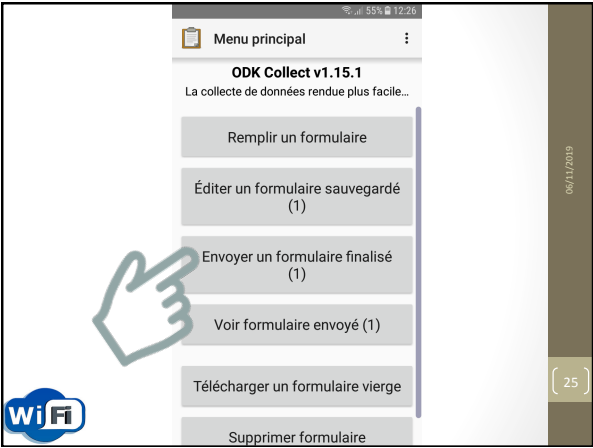 55% 12:26
Menu principal
ODK Collect v1.15.1
La collecte de données rendue plus facile...
Remplir un formulaire
Éditer un formulaire sauvegardé
(1)
Envoyer un formulaire finalisé
(1)
Voir formulaire envoyé (1)
Télécharger un formulaire vierge
Supprimer formulaire
06/11/2019
25
Wi Fi